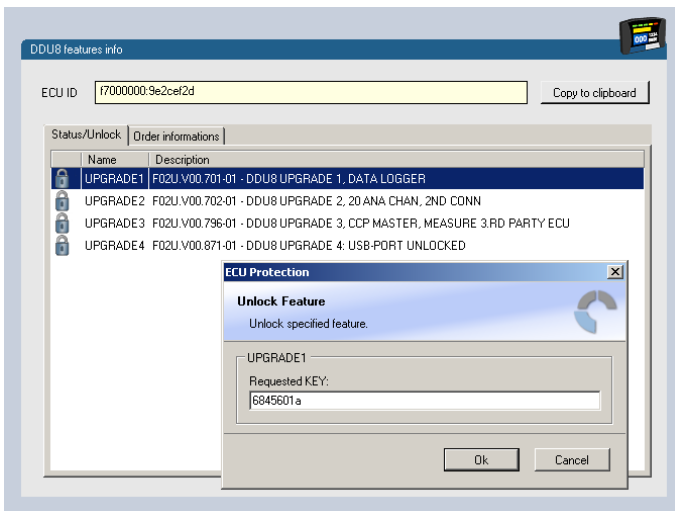 DDU8 features info
ECU ID f7000000:9e2cef2d Copy to clipboard
Status/Unlock Order informations
Name Description
UPGRADE1 F02U.V00.701-01 - DDU8 UPGRADE 1, DATA LOGGER
UPGRADE2 F02U.V00.702-01 - DDU8 UPGRADE 2, 20 ANA CHAN, 2ND CONN
UPGRADE3 F02U.V00.796-01 - DDU8 UPGRADE 3, CCP MASTER, MEASURE 3.RD PARTY ECU
UPGRADE4 F02U.V00.871-01 - DDU8 UPGRADE 4: USB-PORT UNLOCKED
ECU Protection
Unlock Feature
Unlock specified feature.
UPGRADE1
Requested KEY:
6845601a
Ok Cancel